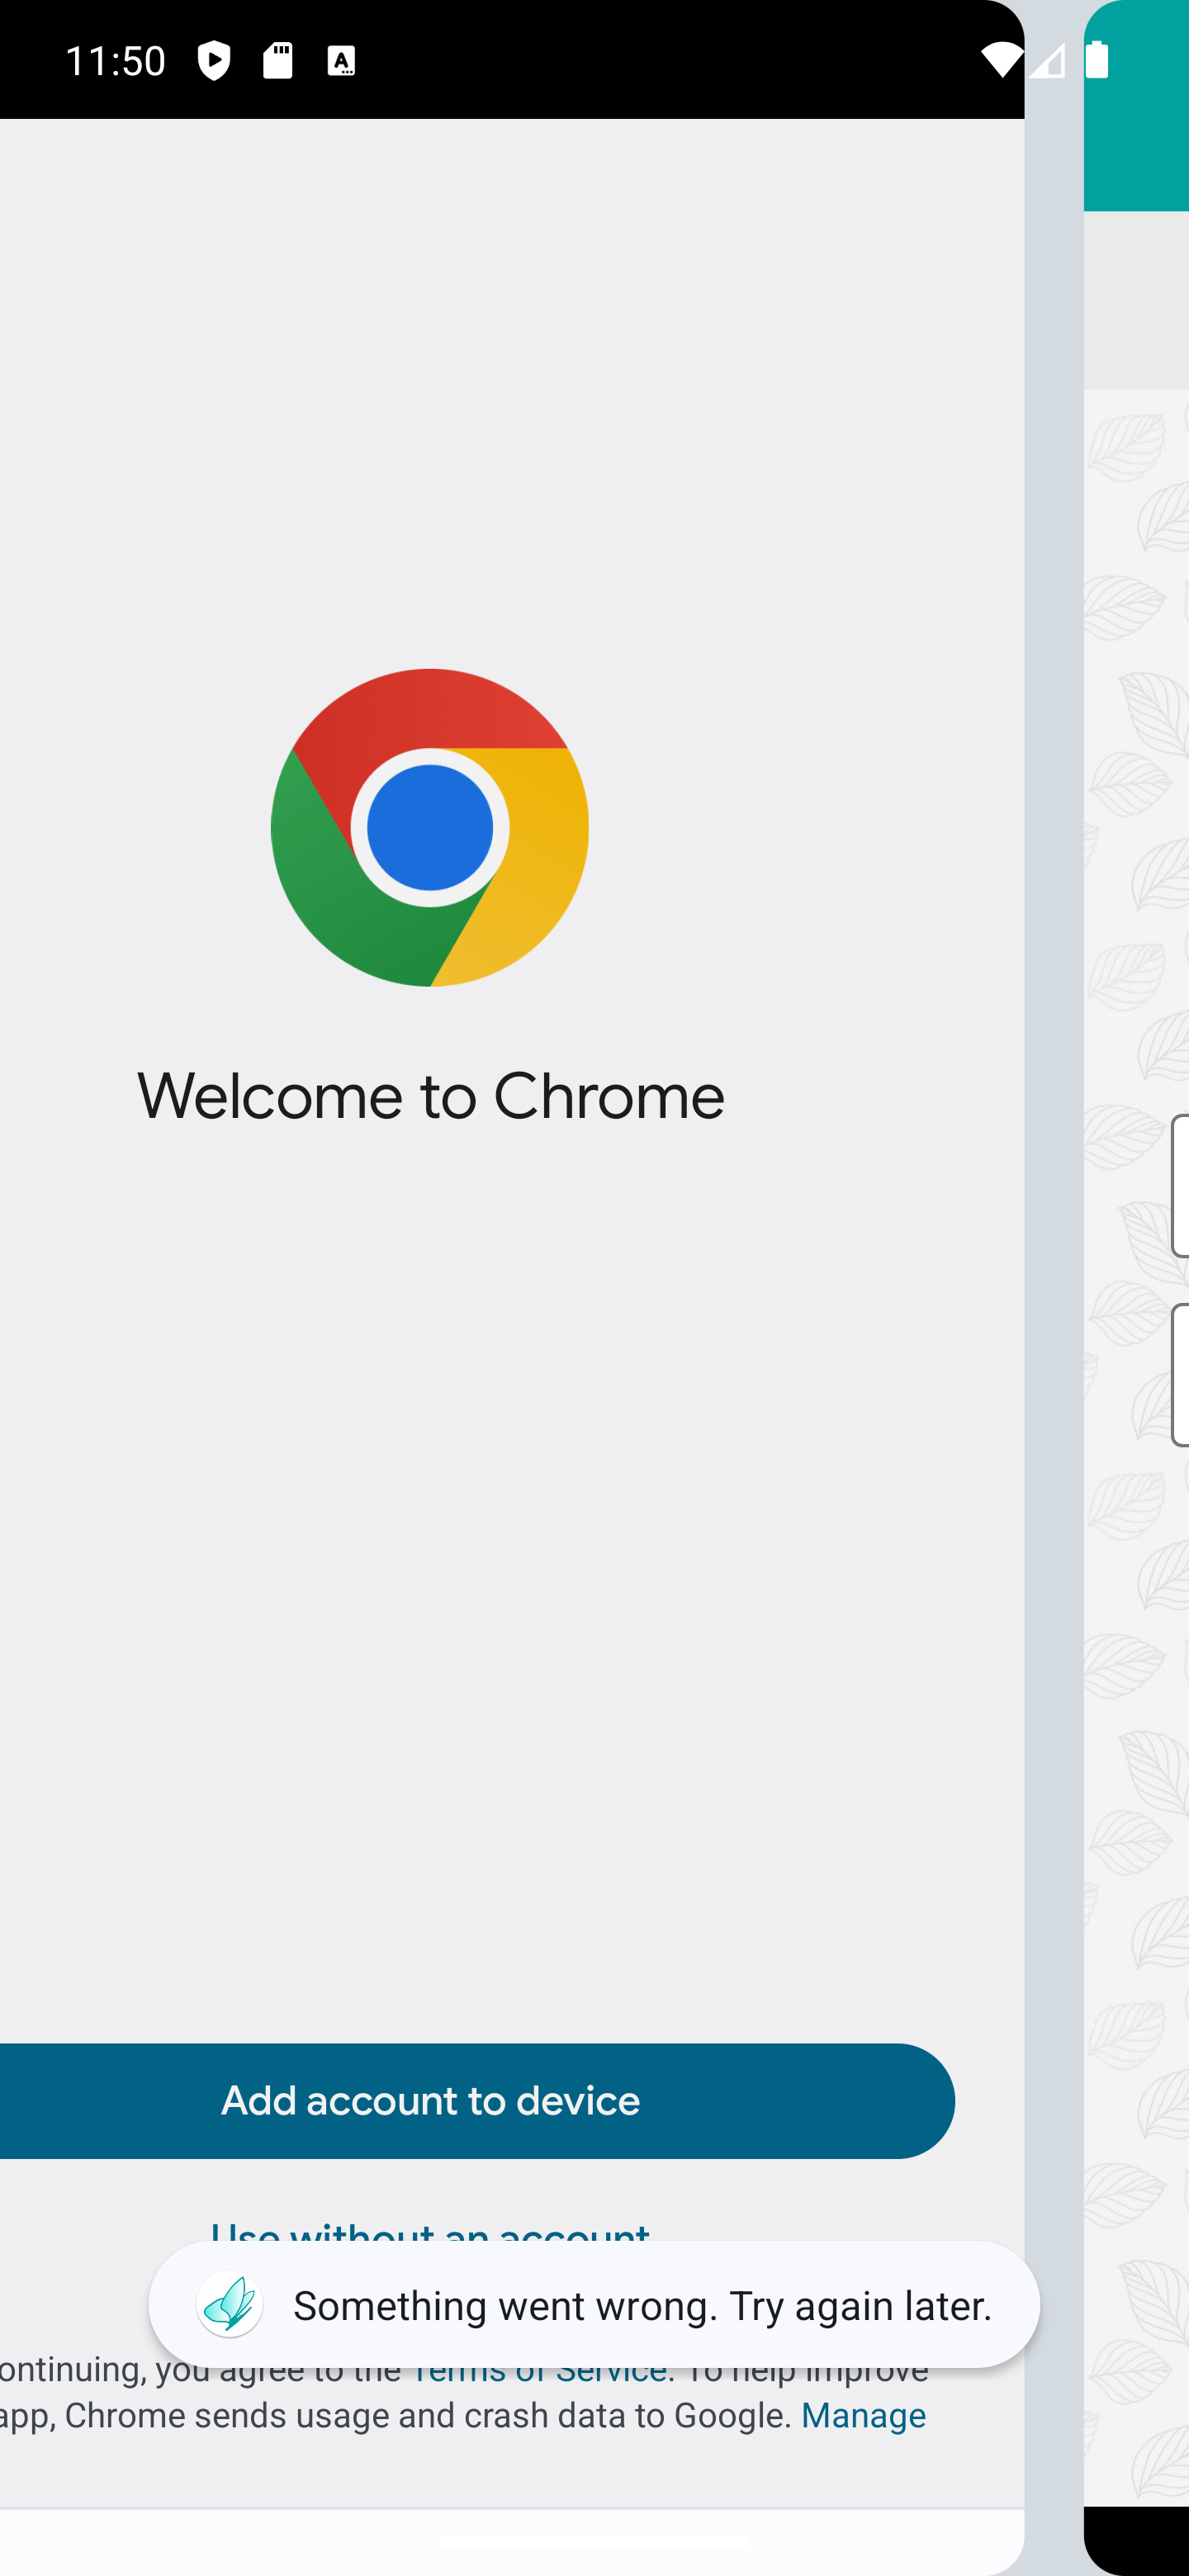 11:50
Welcome to Chrome
Add account to device
Use without an account
Something went wrong. Try again later.
ontinuing, you agree to the Terms of Service. To help improve
app, Chrome sends usage and crash data to Google. Manage